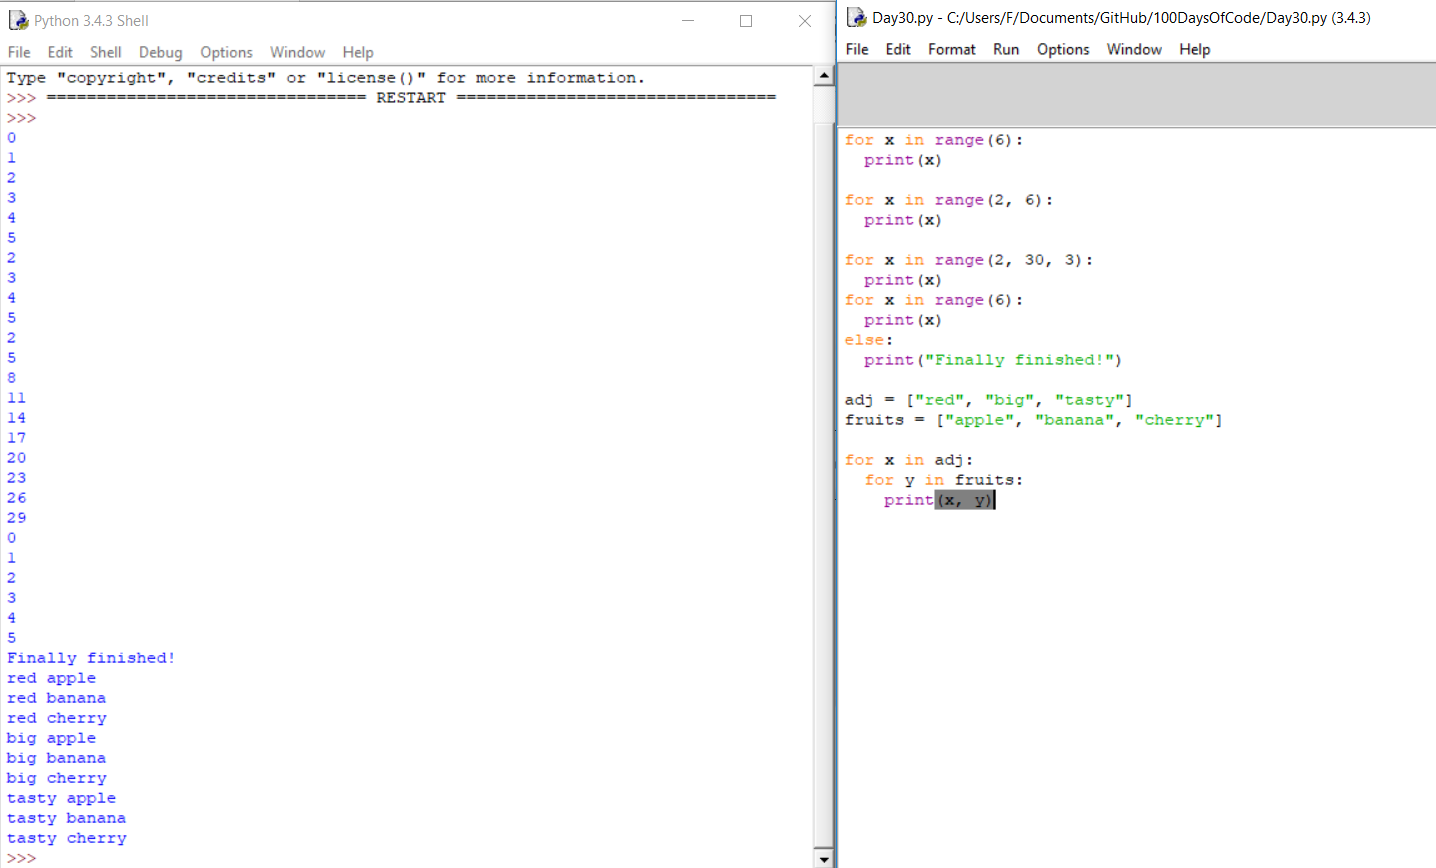 Python 3.4.3 Shell
File Edit Shell Debug Options Window Help
Type "copyright", "credits" or "license()" for more information.
>>> ================================ RESTART ================================
>>>
0
1
2
3
4
5
2
3
4
5
2
5
8
11
14
17
20
23
26
29
0
1
2
3
4
5
Finally finished!
red apple
red banana
red cherry
big apple
big banana
big cherry
tasty apple
tasty banana
tasty cherry
>>>
Day30.py - C:/Users/F/Documents/GitHub/100DaysOfCode/Day30.py (3.4.3)
File Edit Format Run Options Window Help
for x in range(6):
  print(x)

for x in range(2, 6):
  print(x)

for x in range(2, 30, 3):
  print(x)
for x in range(6):
  print(x)
else:
  print("Finally finished!")

adj = ["red", "big", "tasty"]
fruits = ["apple", "banana", "cherry"]

for x in adj:
  for y in fruits:
    print(x, y)